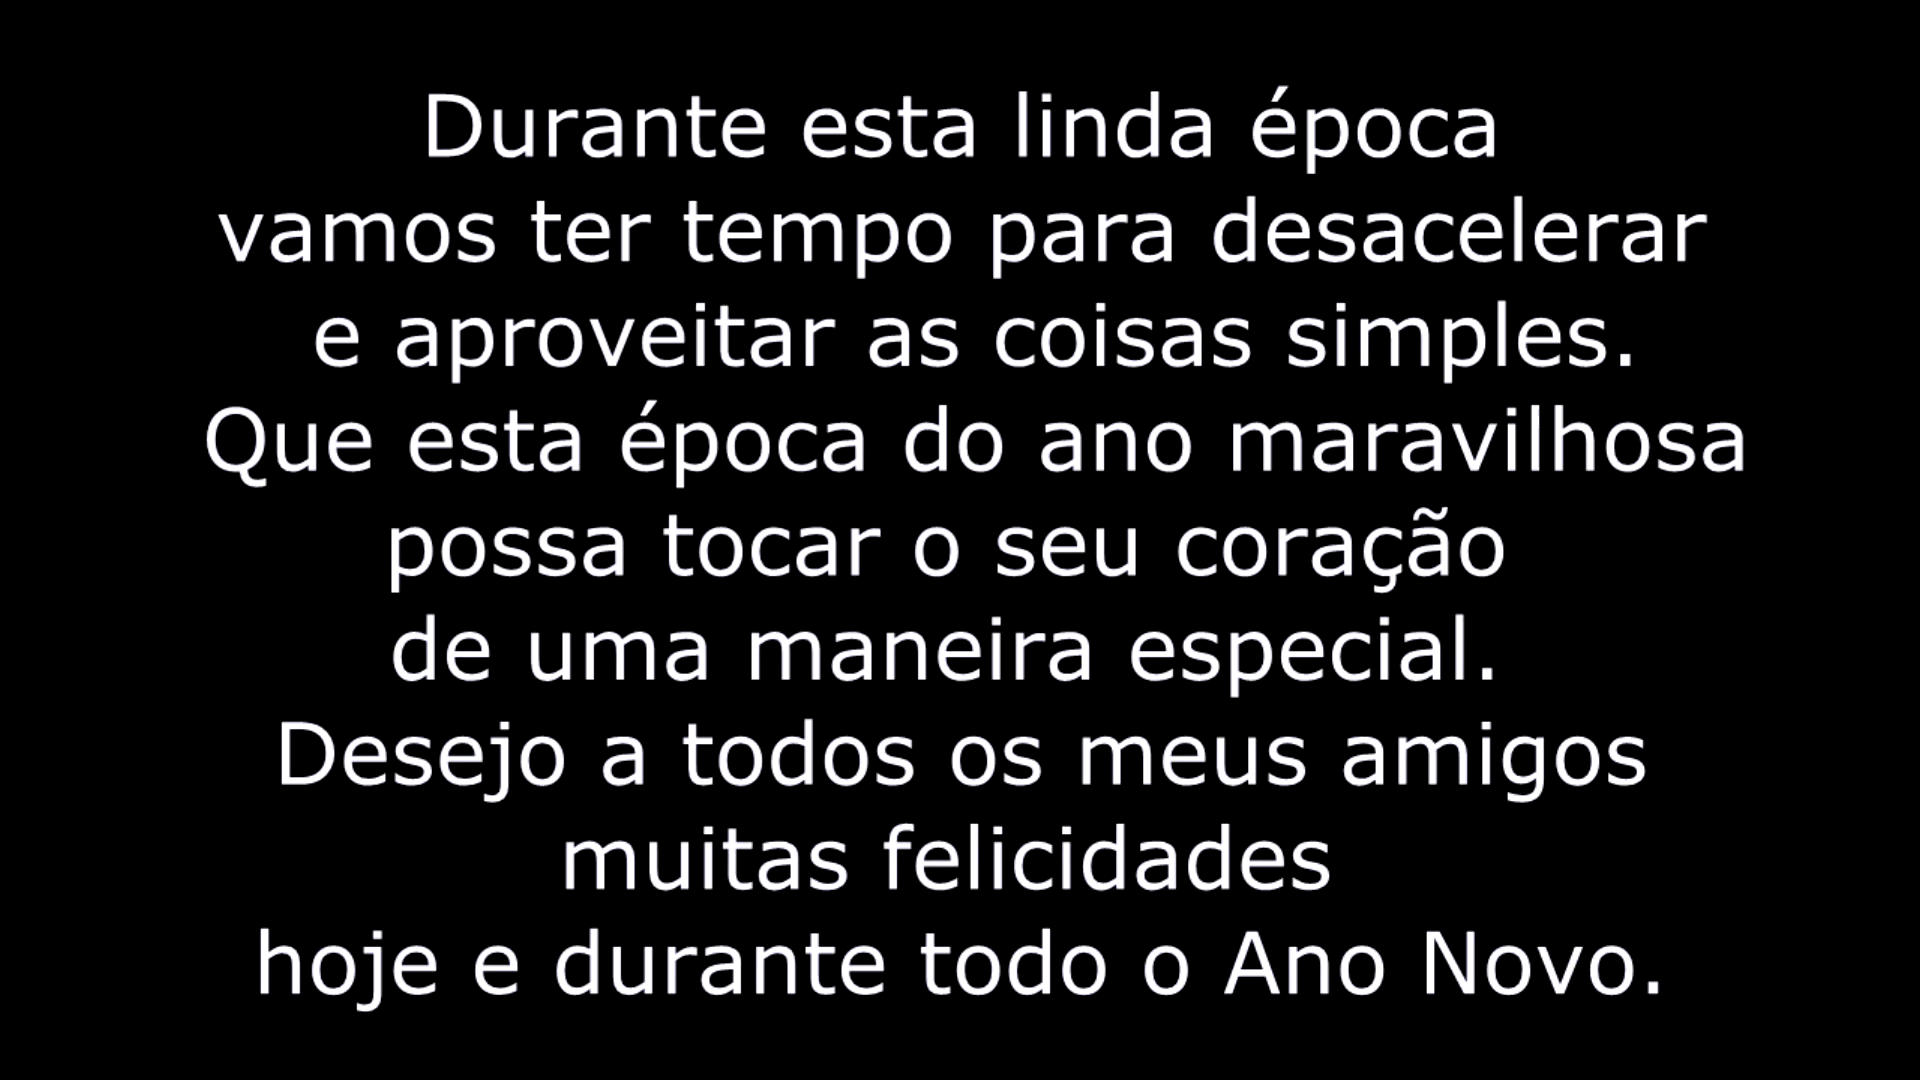 Durante esta linda época
vamos ter tempo para desacelerar
e aproveitar as coisas simples.
Que esta época do ano maravilhosa
possa tocar o seu coração
de uma maneira especial.
Desejo a todos os meus amigos
muitas felicidades
hoje e durante todo o Ano Novo.